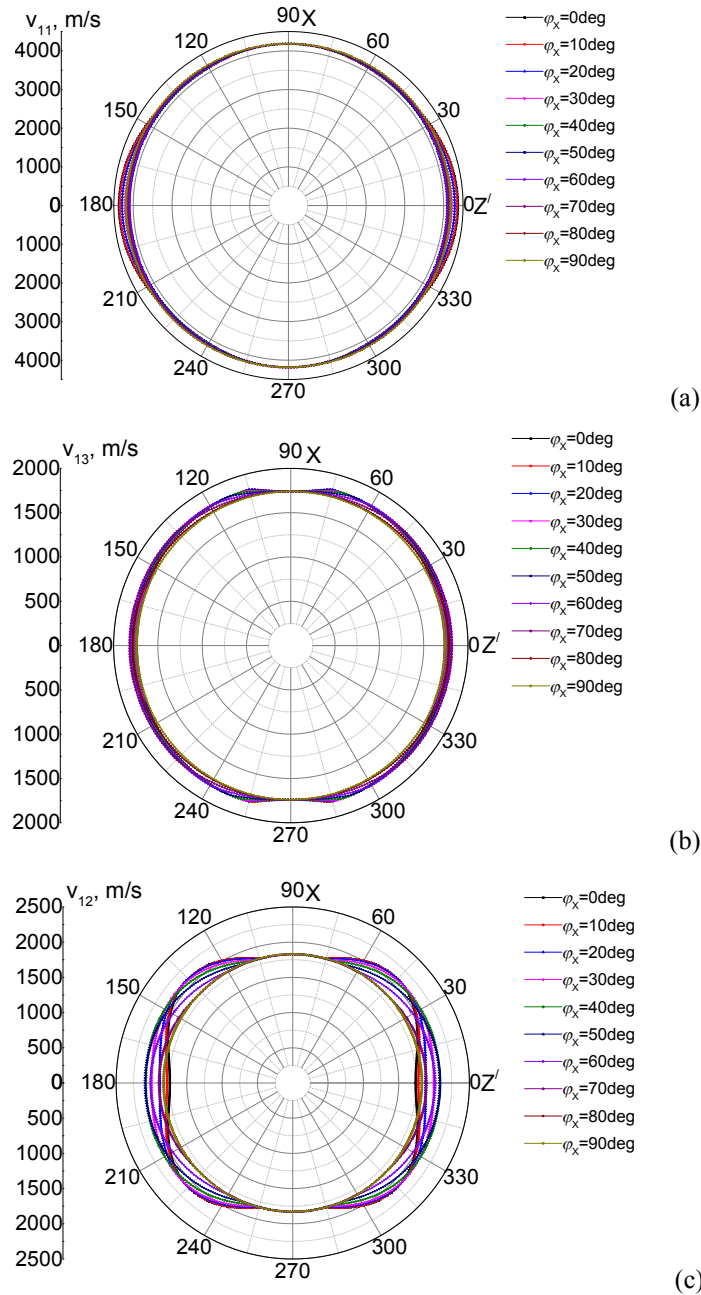 v11, m/s
4000
3000
2000
1000
0
1000
2000
3000
4000
90 X
120
60
150
30
180
0 Z/
210
330
240
300
270
φX=0deg
φX=10deg
φX=20deg
φX=30deg
φX=40deg
φX=50deg
φX=60deg
φX=70deg
φX=80deg
φX=90deg
(a)
v13, m/s
2000
1500
1000
500
0
500
1000
1500
2000
90 X
120
60
150
30
180
0 Z/
210
330
240
300
270
φX=0deg
φX=10deg
φX=20deg
φX=30deg
φX=40deg
φX=50deg
φX=60deg
φX=70deg
φX=80deg
φX=90deg
(b)
v12, m/s
2500
2000
1500
1000
500
0
500
1000
1500
2000
2500
90 X
120
60
150
30
180
0 Z/
210
330
240
300
270
φX=0deg
φX=10deg
φX=20deg
φX=30deg
φX=40deg
φX=50deg
φX=60deg
φX=70deg
φX=80deg
φX=90deg
(c)